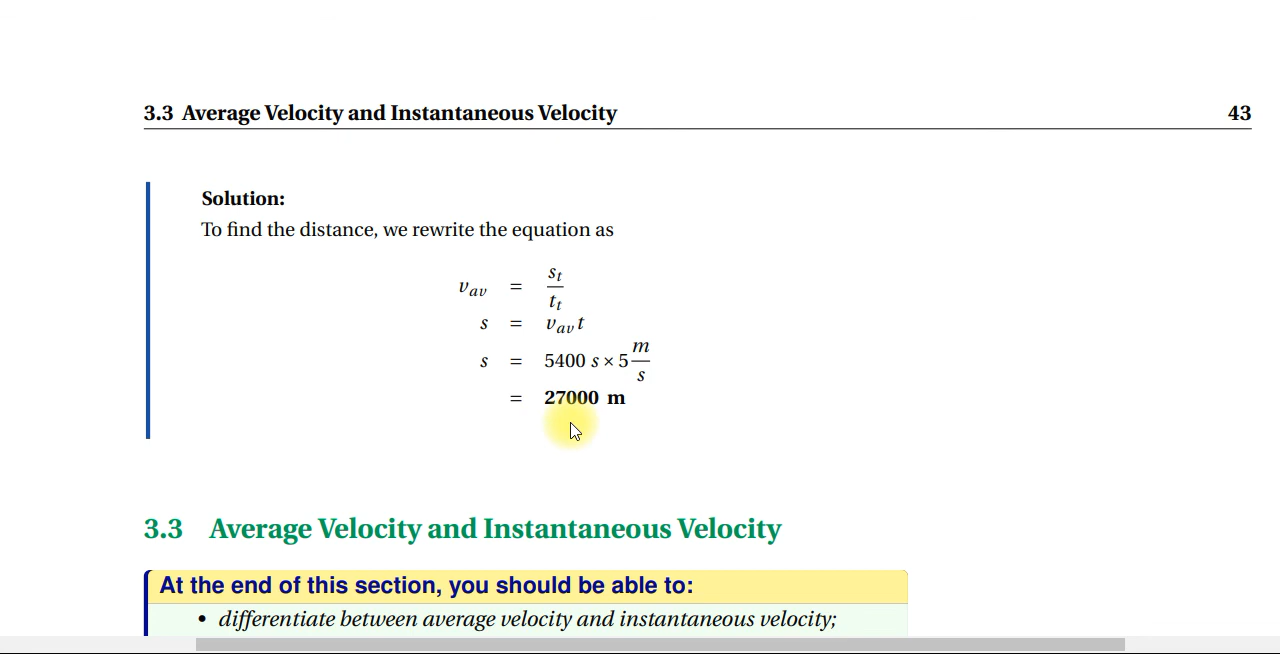 3.3 Average Velocity and Instantaneous Velocity 43
Solution:
To find the distance, we rewrite the equation as
v_av = s_t / t_t
s = v_av t
s = 5400 s × 5 m/s
= 27000 m
3.3 Average Velocity and Instantaneous Velocity
At the end of this section, you should be able to:
• differentiate between average velocity and instantaneous velocity;